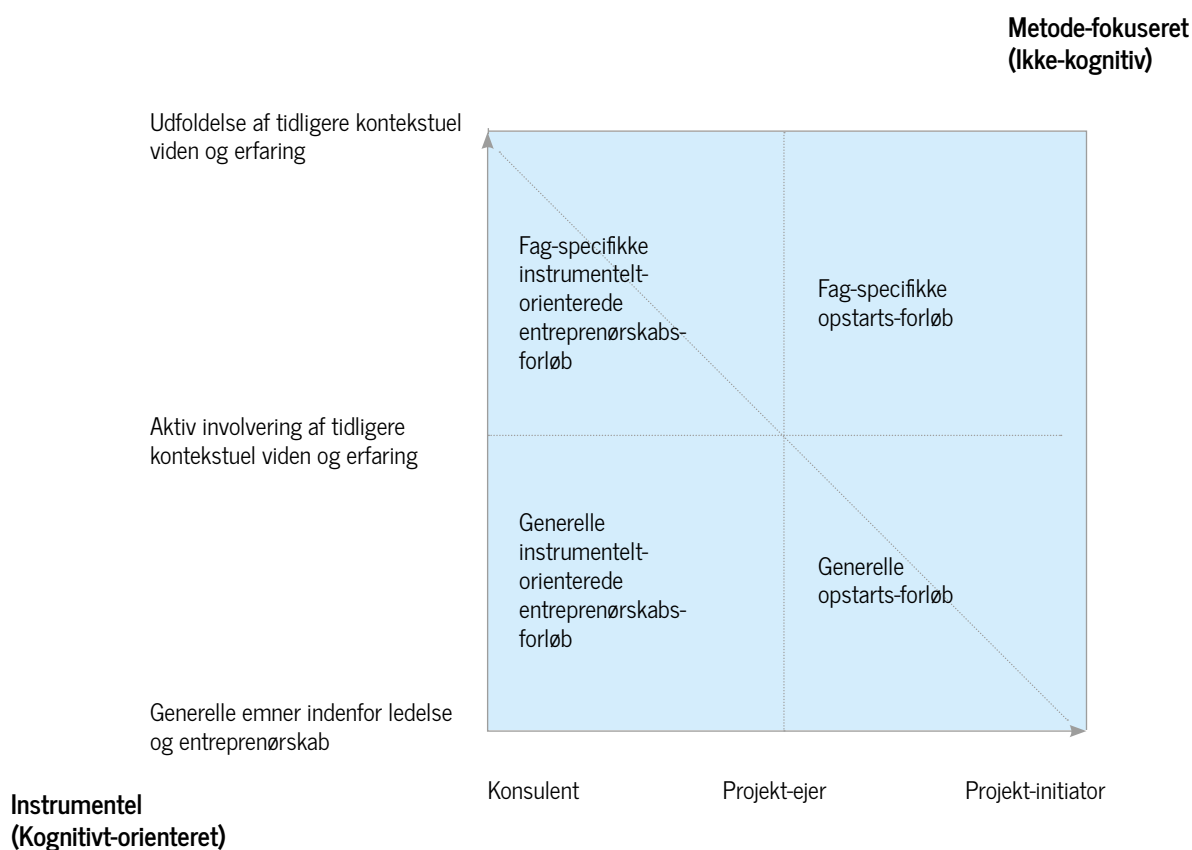 Metode-fokuseret
(Ikke-kognitiv)
Udfoldelse af tidligere kontekstuel
viden og erfaring
Fag-specifikke
instrumentelt-
orienterede
entreprenørskabs-
forløb
Fag-specifikke
opstarts-forløb
Aktiv involvering af tidligere
kontekstuel viden og erfaring
Generelle
instrumentelt-
orienterede
entreprenørskabs-
forløb
Generelle
opstarts-forløb
Generelle emner indenfor ledelse
og entreprenørskab
Konsulent
Projekt-ejer
Projekt-initiator
Instrumentel
(Kognitivt-orienteret)